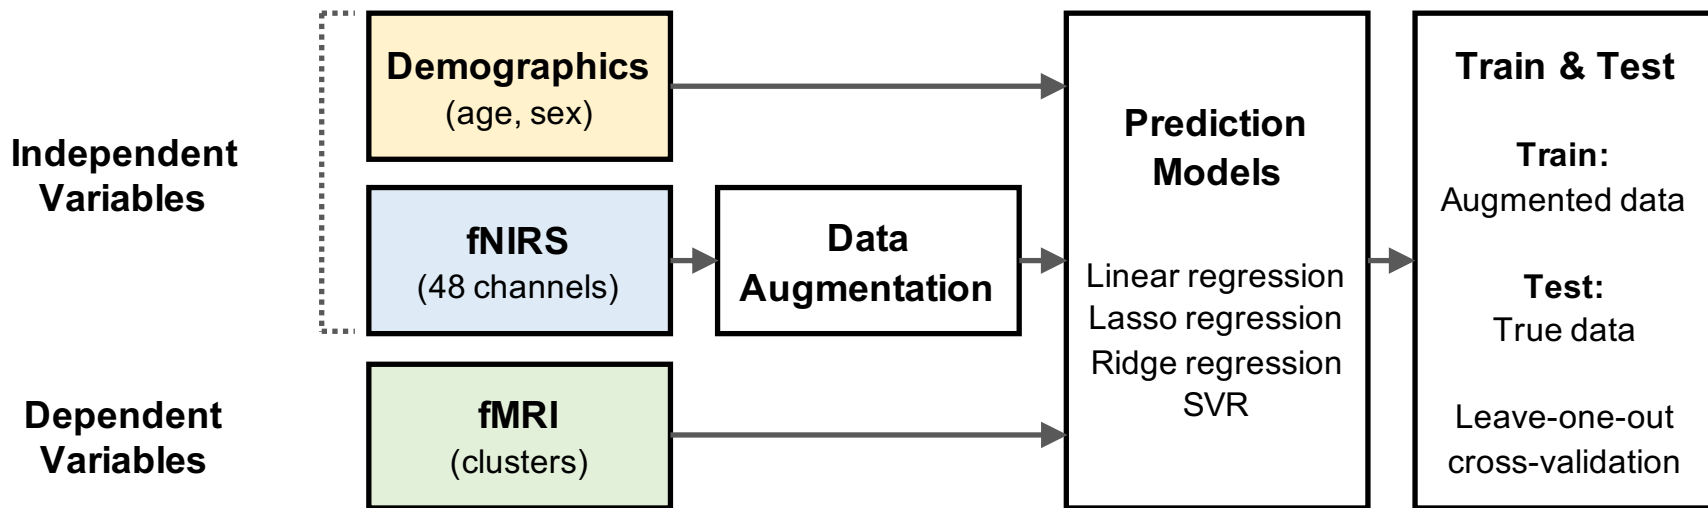 Independent
Variables
Dependent
Variables
Demographics
(age, sex)
fNIRS
(48 channels)
fMRI
(clusters)
Data
Augmentation
Prediction
Models
Linear regression
Lasso regression
Ridge regression
SVR
Train & Test
Train:
Augmented data
Test:
True data
Leave-one-out
cross-validation